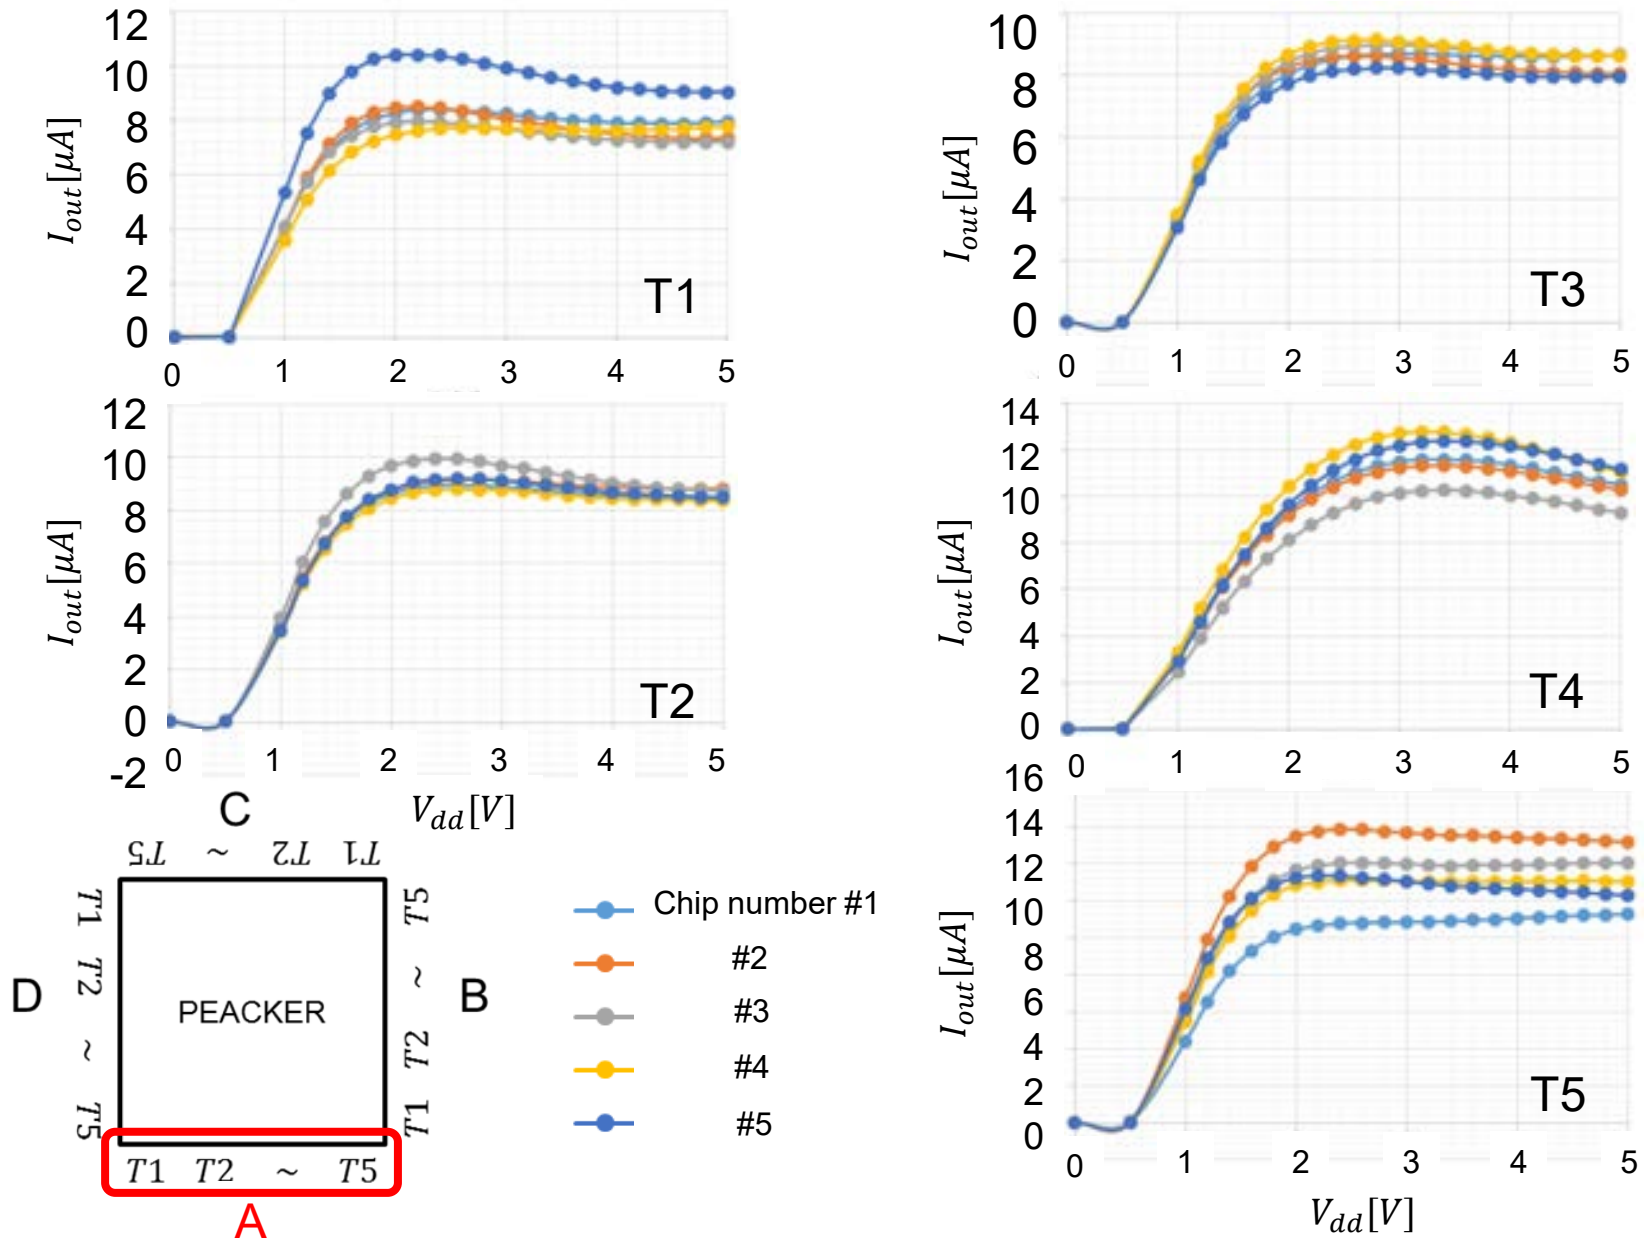 12
10
8
6
4
2
0
I_out[μA]
T1
0 1 2 3 4 5
10
8
6
4
2
0
I_out[μA]
T3
0 1 2 3 4 5
12
10
8
6
4
2
0
-2
I_out[μA]
T2
0 1 2 3 4 5
V_dd[V]
14
12
10
8
6
4
2
0
I_out[μA]
T4
0 1 2 3 4 5
16
14
12
10
8
6
4
2
0
I_out[μA]
T5
0 1 2 3 4 5
V_dd[V]
C
T5 ~ T2 T1
D
T1 T2 ~ T5
PEACKER
T5 ~ T2 T1
B
T1 T2 ~ T5
A
Chip number #1
#2
#3
#4
#5